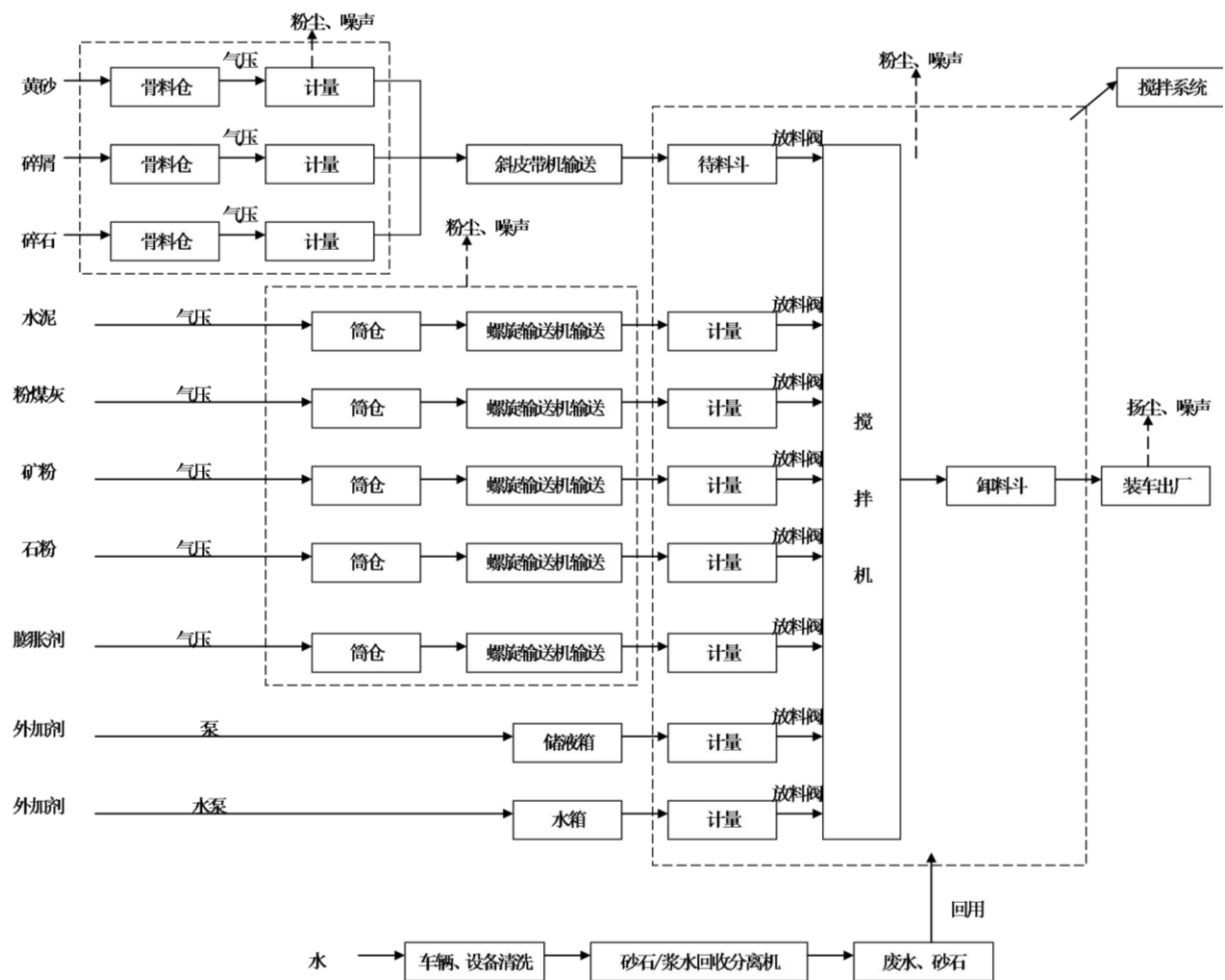 粉尘、噪声
粉尘、噪声
黄砂
骨料仓
气压
计量
搅拌系统
碎屑
骨料仓
气压
计量
斜皮带机输送
待料斗
放料阀
碎石
骨料仓
气压
计量
粉尘、噪声
水泥
气压
筒仓
螺旋输送机输送
计量
放料阀
粉煤灰
气压
筒仓
螺旋输送机输送
计量
放料阀
搅
拌
机
扬尘、噪声
矿粉
气压
筒仓
螺旋输送机输送
计量
放料阀
卸料斗
装车出厂
石粉
气压
筒仓
螺旋输送机输送
计量
放料阀
膨胀剂
气压
筒仓
螺旋输送机输送
计量
放料阀
外加剂
泵
储液箱
计量
放料阀
外加剂
水泵
水箱
计量
放料阀
回用
水
车辆、设备清洗
砂石/浆水回收分离机
废水、砂石